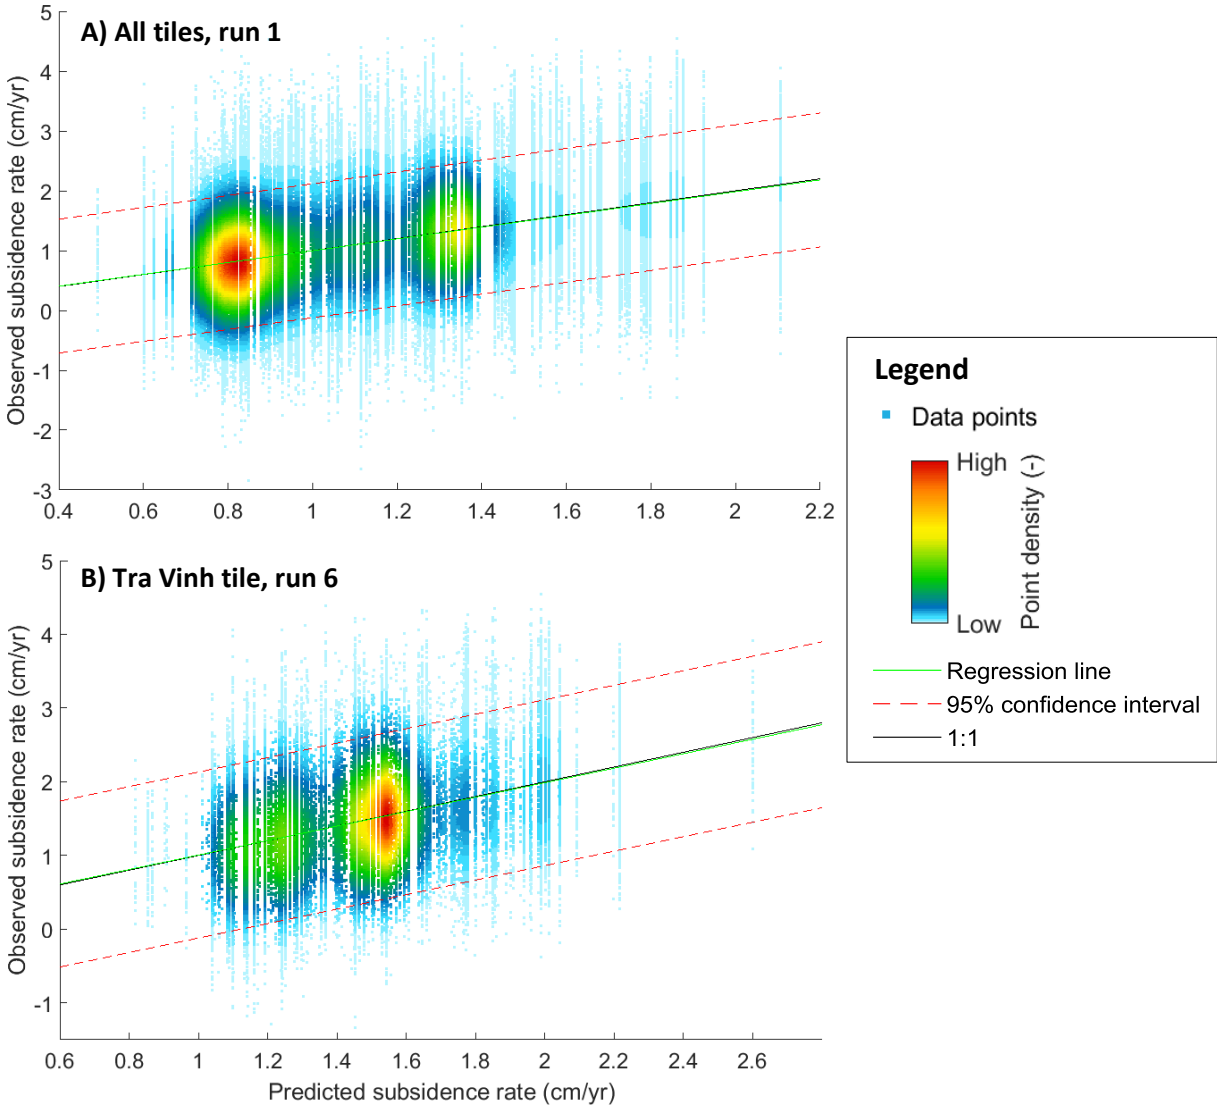 A) All tiles, run 1
Observed subsidence rate (cm/yr)
5
4
3
2
1
0
-1
-2
-3
0.4 0.6 0.8 1 1.2 1.4 1.6 1.8 2 2.2
B) Tra Vinh tile, run 6
Observed subsidence rate (cm/yr)
5
4
3
2
1
0
-1
0.6 0.8 1 1.2 1.4 1.6 1.8 2 2.2 2.4 2.6
Predicted subsidence rate (cm/yr)
Legend
Data points
High
Low
Point density (-)
Regression line
95% confidence interval
1:1